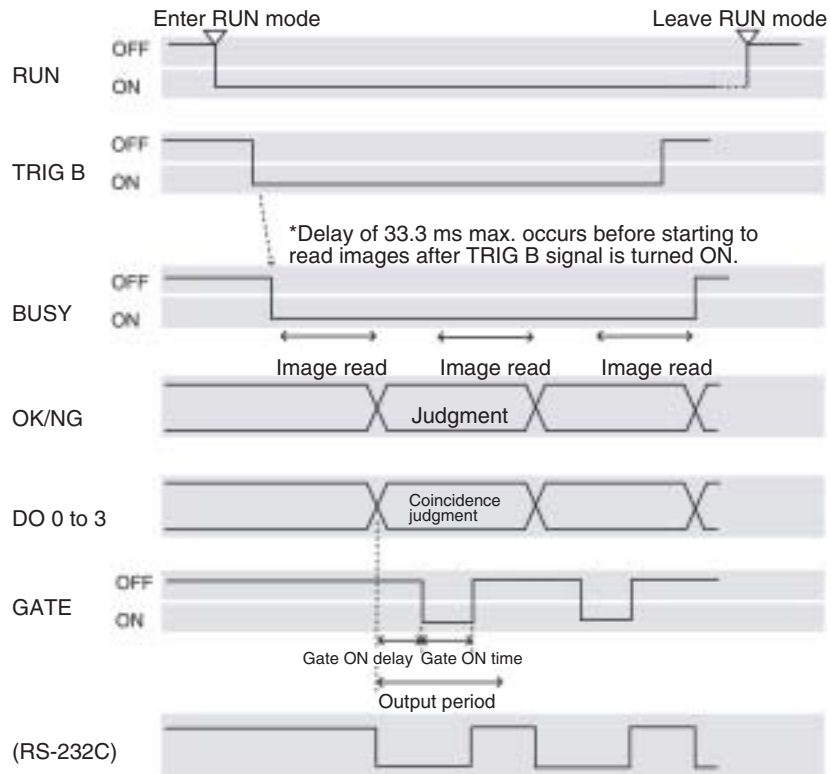 Enter RUN mode
Leave RUN mode
RUN
OFF
ON
TRIG B
OFF
ON
*Delay of 33.3 ms max. occurs before starting to
read images after TRIG B signal is turned ON.
BUSY
OFF
ON
Image read
Image read
Image read
OK/NG
Judgment
DO 0 to 3
Coincidence
judgment
GATE
OFF
ON
Gate ON delay
Gate ON time
Output period
(RS-232C)